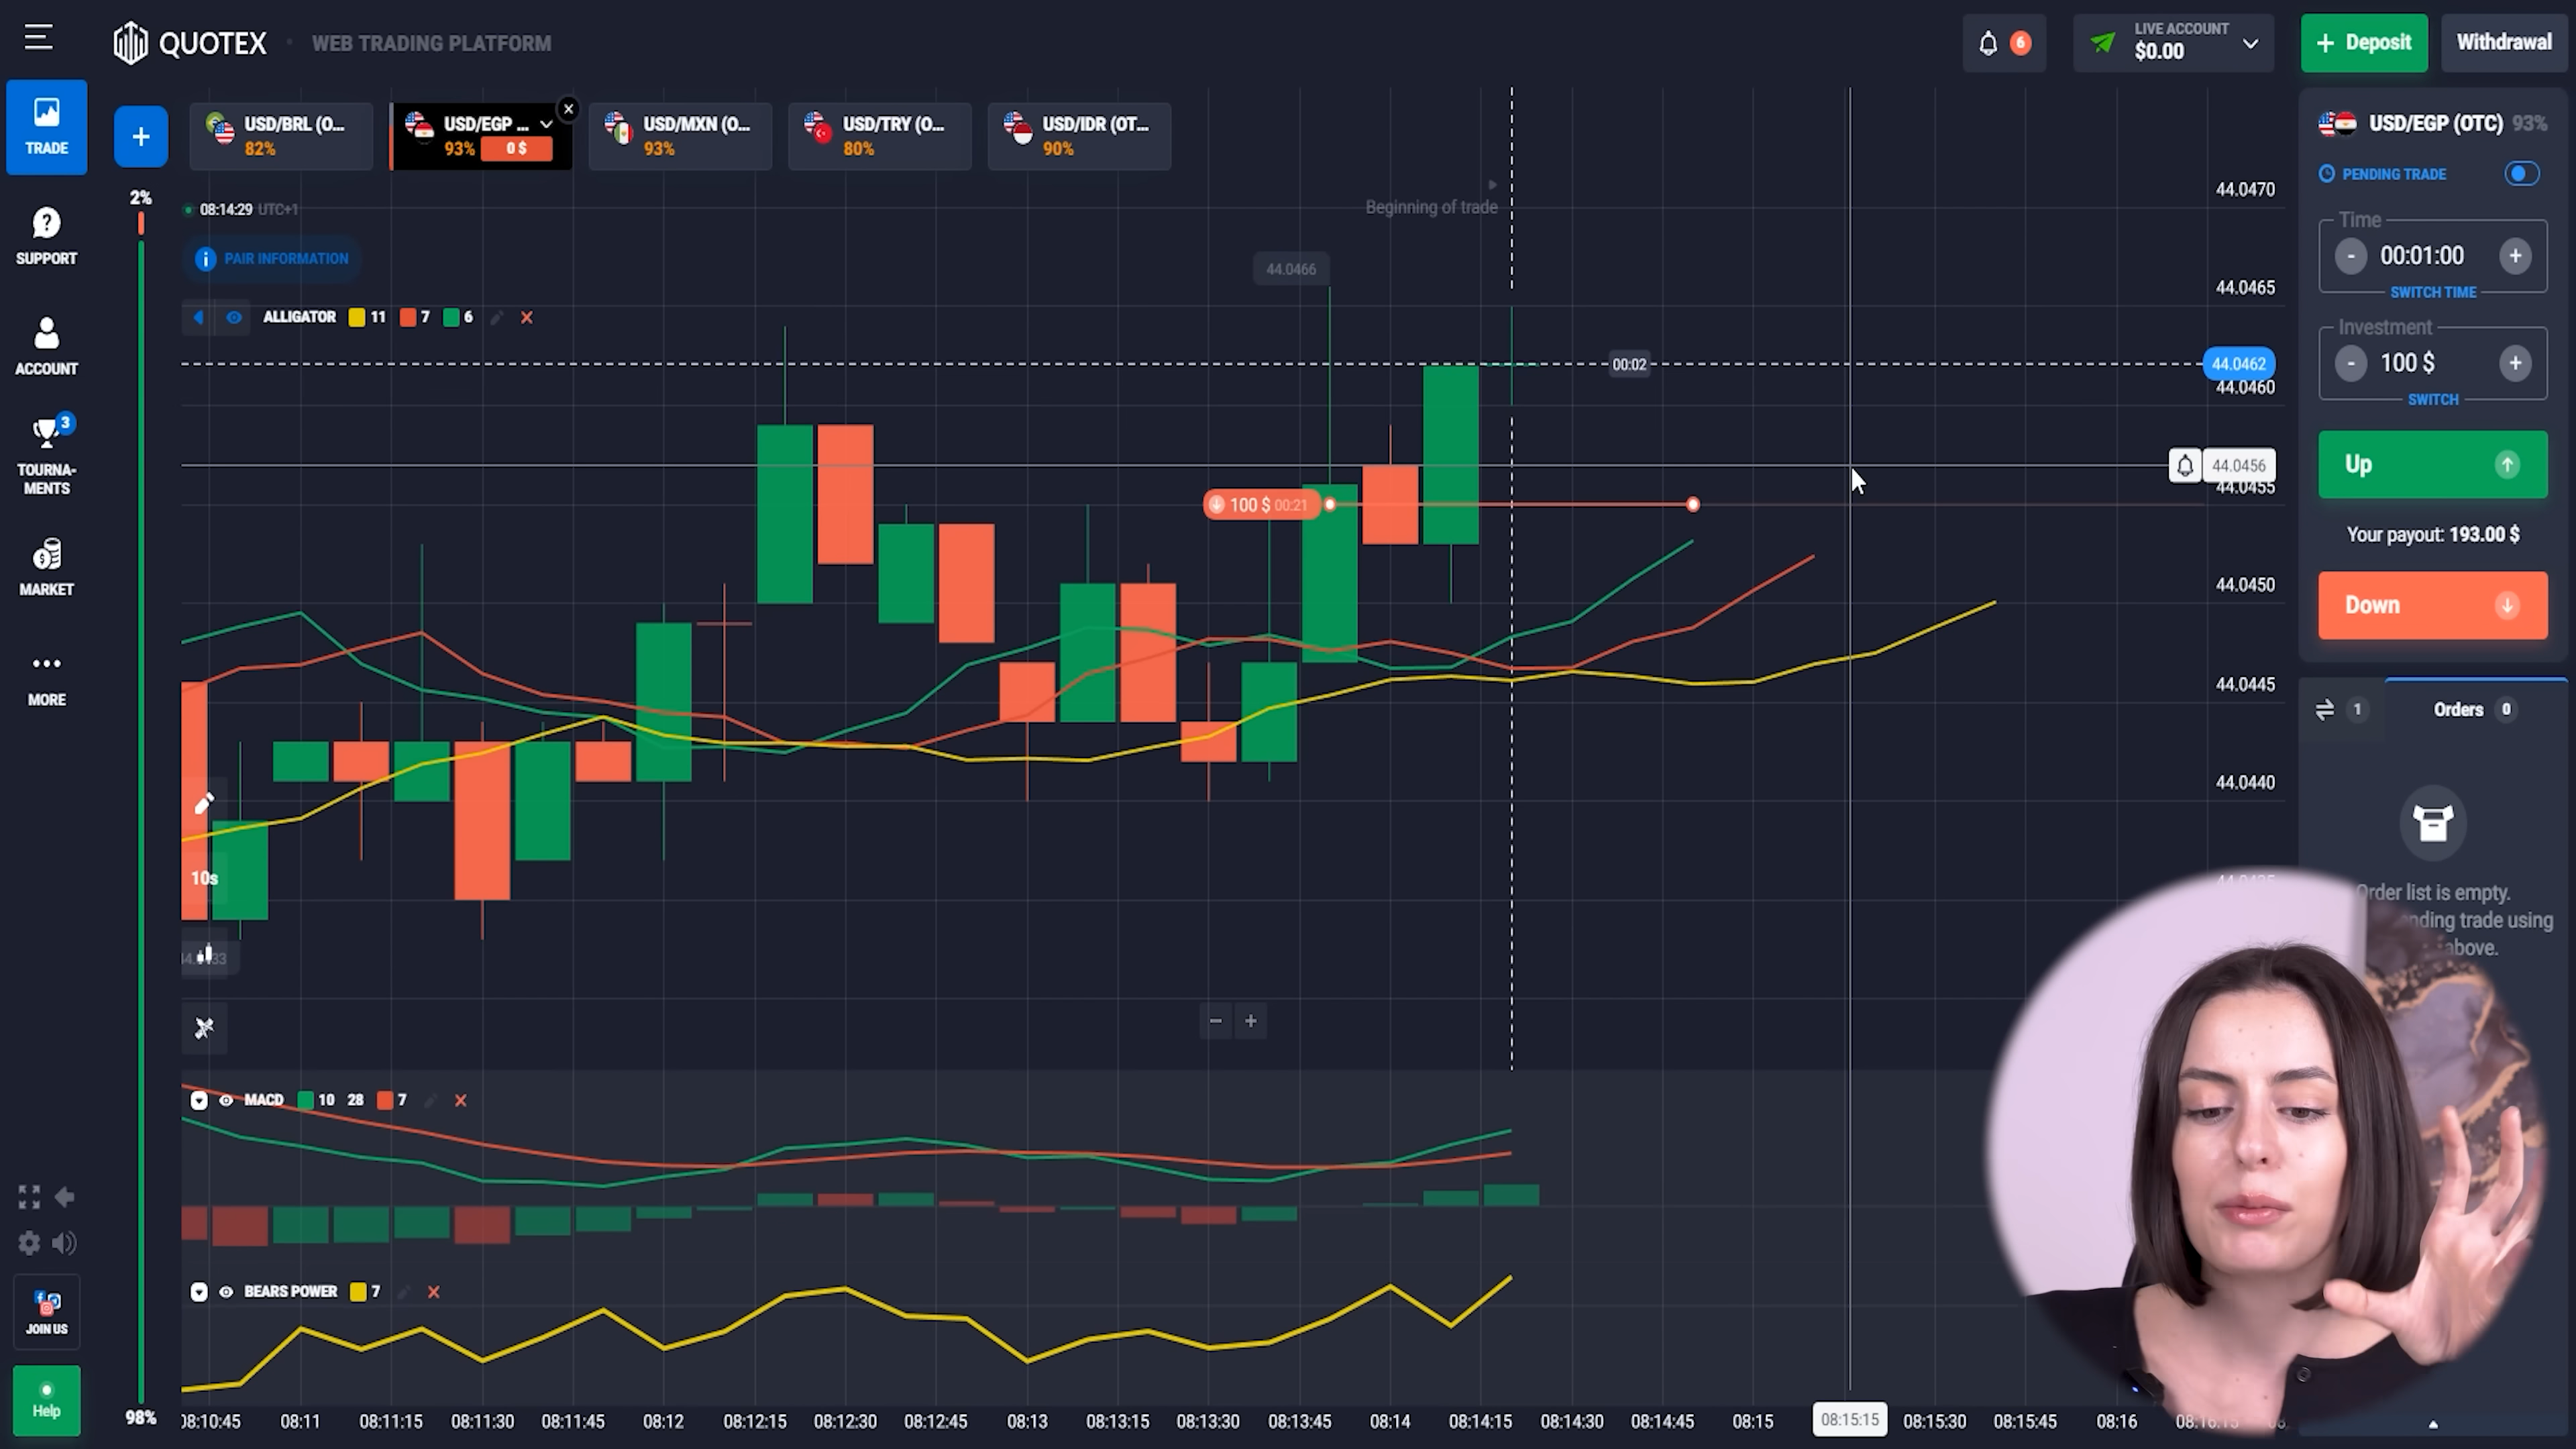 QUOTEX
WEB TRADING PLATFORM
6
LIVE ACCOUNT
$0.00
+ Deposit
Withdrawal
TRADE
SUPPORT
ACCOUNT
3
TOURNA-
MENTS
MARKET
MORE
JOIN US
Help
+
USD/BRL (O...
82%
USD/EGP ...
93%
0 $
USD/MXN (O...
93%
USD/TRY (O...
80%
USD/IDR (OT...
90%
2%
98%
08:14:29 UTC+1
PAIR INFORMATION
ALLIGATOR 11 7 6
Beginning of trade
44.0466
00:02
100 $ 00:21
10s
44.0470
44.0465
44.0462
44.0460
44.0456
44.0455
44.0450
44.0445
44.0440
MACD 10 28 7
BEARS POWER 7
08:10:45 08:11 08:11:15 08:11:30 08:11:45 08:12 08:12:15 08:12:30 08:12:45 08:13 08:13:15 08:13:30 08:13:45 08:14 08:14:15 08:14:30 08:14:45 08:15 08:15:15 08:15:30 08:15:45 08:16
USD/EGP (OTC) 93%
PENDING TRADE
Time
- 00:01:00 +
SWITCH TIME
Investment
- 100 $ +
SWITCH
Up
Your payout: 193.00 $
Down
1
Orders 0
Order list is empty.
trade using
above.